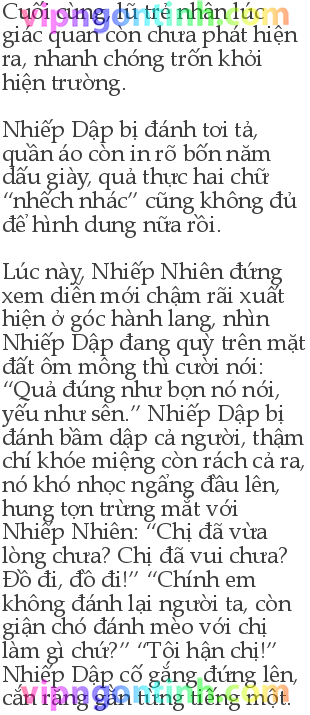 Cuối cùng, lũ trẻ nhân lúc
vipngontinh.com
giác quan còn chưa phát hiện
ra, nhanh chóng trốn khỏi
hiện trường.
Nhiếp Dập bị đánh tơi tả,
quần áo còn in rõ bốn năm
dấu giày, quả thực hai chữ
“nhếch nhác” cũng không đủ
để hình dung nữa rồi.
Lúc này, Nhiếp Nhiên đứng
xem diễn mới chậm rãi xuất
hiện ở góc hành lang, nhìn
Nhiếp Dập đang quỳ trên mặt
đất ôm mông thì cười nói:
“Quả đúng như bọn nó nói,
yếu như sên.” Nhiếp Dập bị
đánh bầm dập cả người, thậm
chí khóe miệng còn rách cả ra,
nó khó nhọc ngẩng đầu lên,
hung tợn trừng mắt với
Nhiếp Nhiên: “Chị đã vừa
lòng chưa? Chị đã vui chưa?
Đồ đi, đồ đi!” “Chính em
không đánh lại người ta, còn
giận chó đánh mèo với chị
làm gì chứ?” “Tôi hận chị!”
Nhiếp Dập cố gắng đứng lên,
vipngontinh.com
cắn răng gằn từng tiếng một.